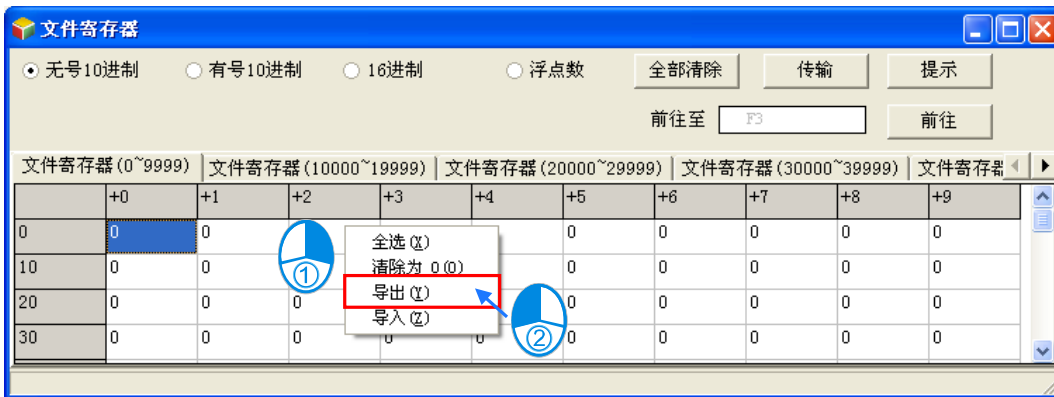 文件寄存器
无号10进制 有号10进制 16进制 浮点数 全部清除 传输 提示
前往至 F3 前往
文件寄存器(0~9999) 文件寄存器(10000~19999) 文件寄存器(20000~29999) 文件寄存器(30000~39999) 文件寄存器
+0 +1 +2 +3 +4 +5 +6 +7 +8 +9
0 0 0 0 0 0 0 0
全选(X)
10 0 0 ① 清除为 0(O) 0 0 0 0 0
导出(Y)
20 0 0 0 0 0 0 0 0
导入(Z)
30 0 0 0 0 0 ② 0 0 0 0 0